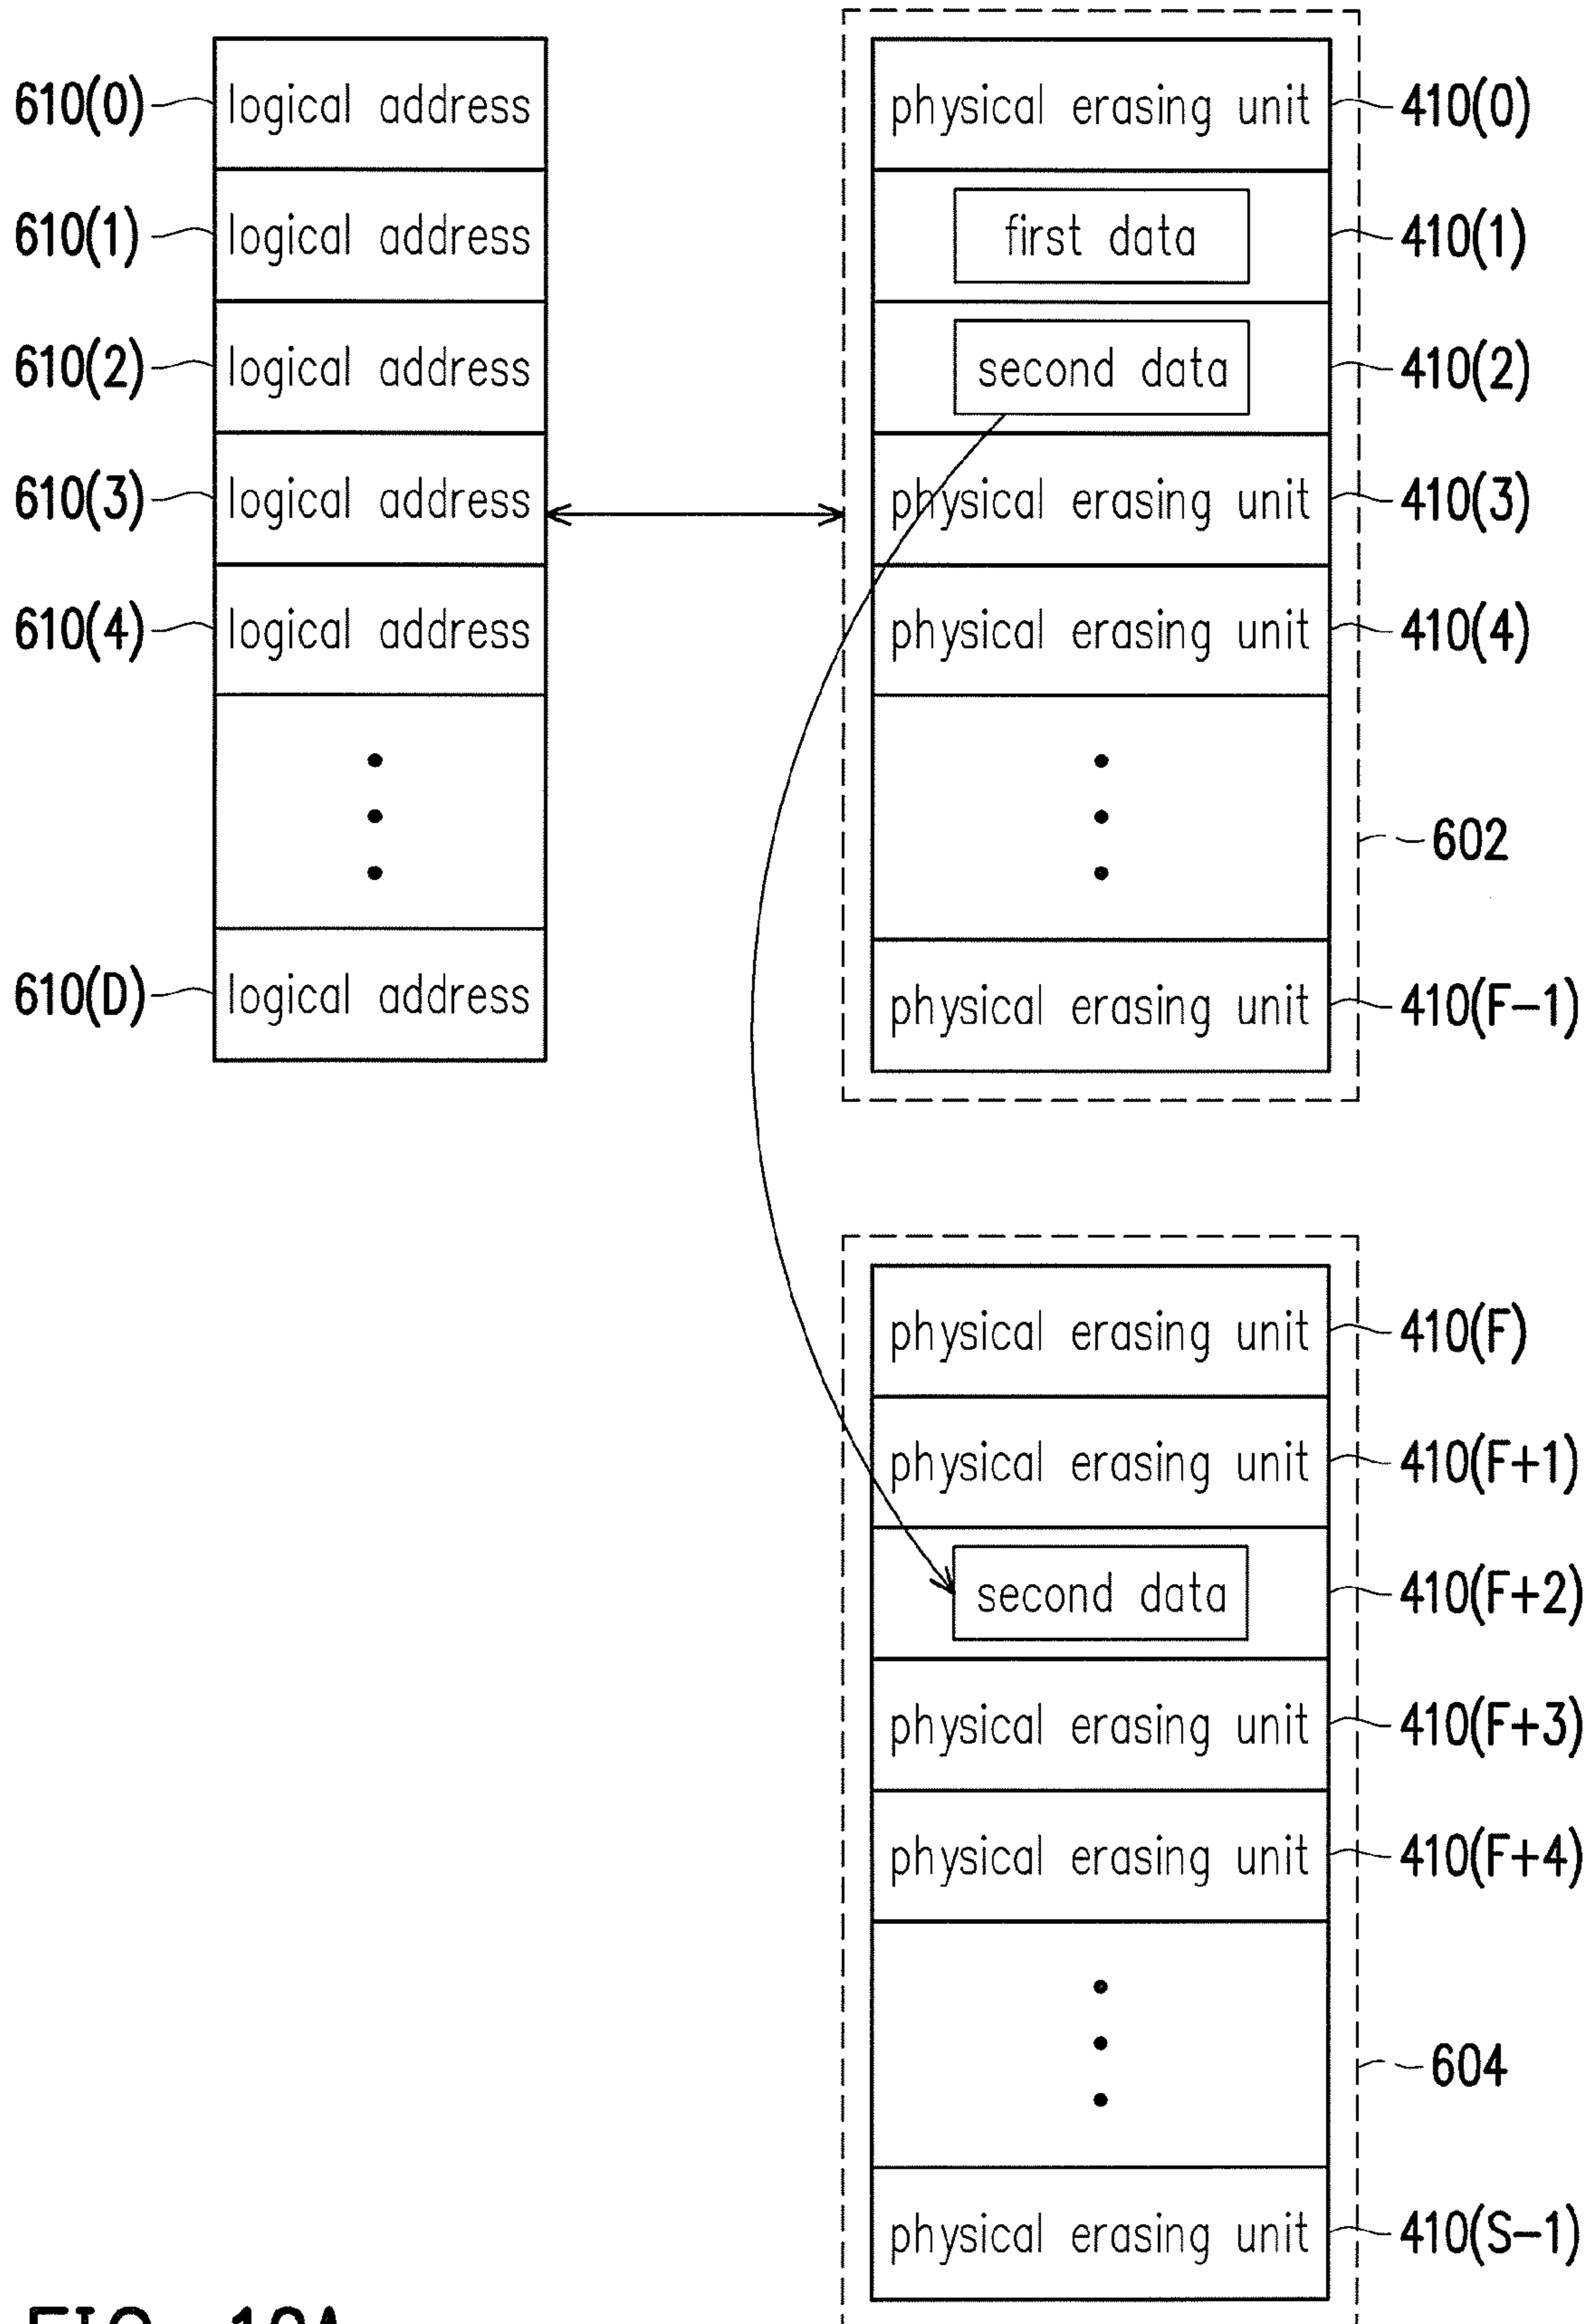 610(0) logical address physical erasing unit 410(0)
610(1) logical address first data 410(1)
610(2) logical address second data 410(2)
610(3) logical address physical erasing unit 410(3)
610(4) logical address physical erasing unit 410(4)
602
610(D) logical address physical erasing unit 410(F-1)
physical erasing unit 410(F)
physical erasing unit 410(F+1)
second data 410(F+2)
physical erasing unit 410(F+3)
physical erasing unit 410(F+4)
604
physical erasing unit 410(S-1)